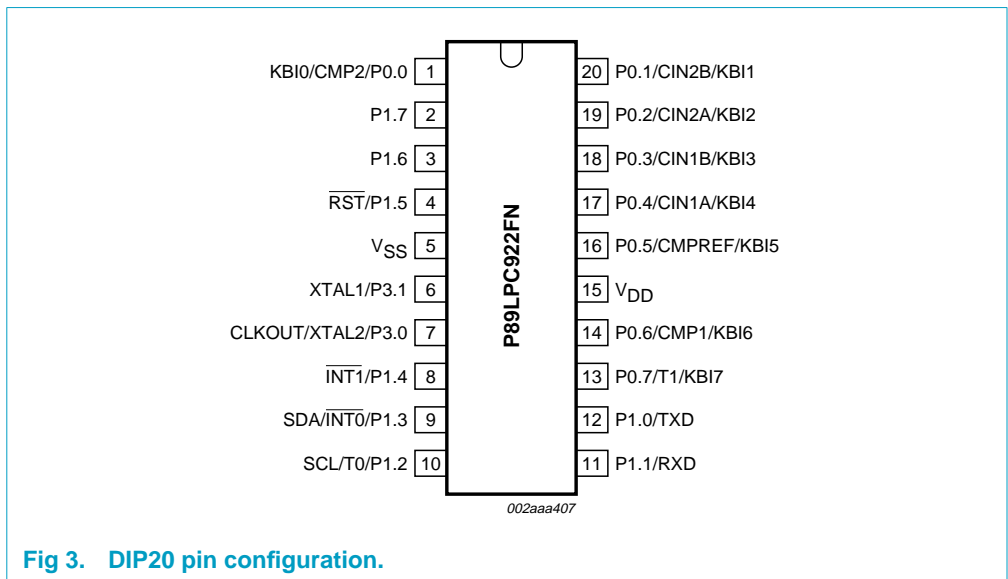 KBI0/CMP2/P0.0 1 20 P0.1/CIN2B/KBI1
P1.7 2 19 P0.2/CIN2A/KBI2
P1.6 3 18 P0.3/CIN1B/KBI3
R̅S̅T̅/P1.5 4 17 P0.4/CIN1A/KBI4
VSS 5 16 P0.5/CMPREF/KBI5
XTAL1/P3.1 6 15 VDD
CLKOUT/XTAL2/P3.0 7 14 P0.6/CMP1/KBI6
I̅N̅T̅1̅/P1.4 8 13 P0.7/T1/KBI7
SDA/I̅N̅T̅0̅/P1.3 9 12 P1.0/TXD
SCL/T0/P1.2 10 11 P1.1/RXD
P89LPC922FN
002aaa407
Fig 3. DIP20 pin configuration.